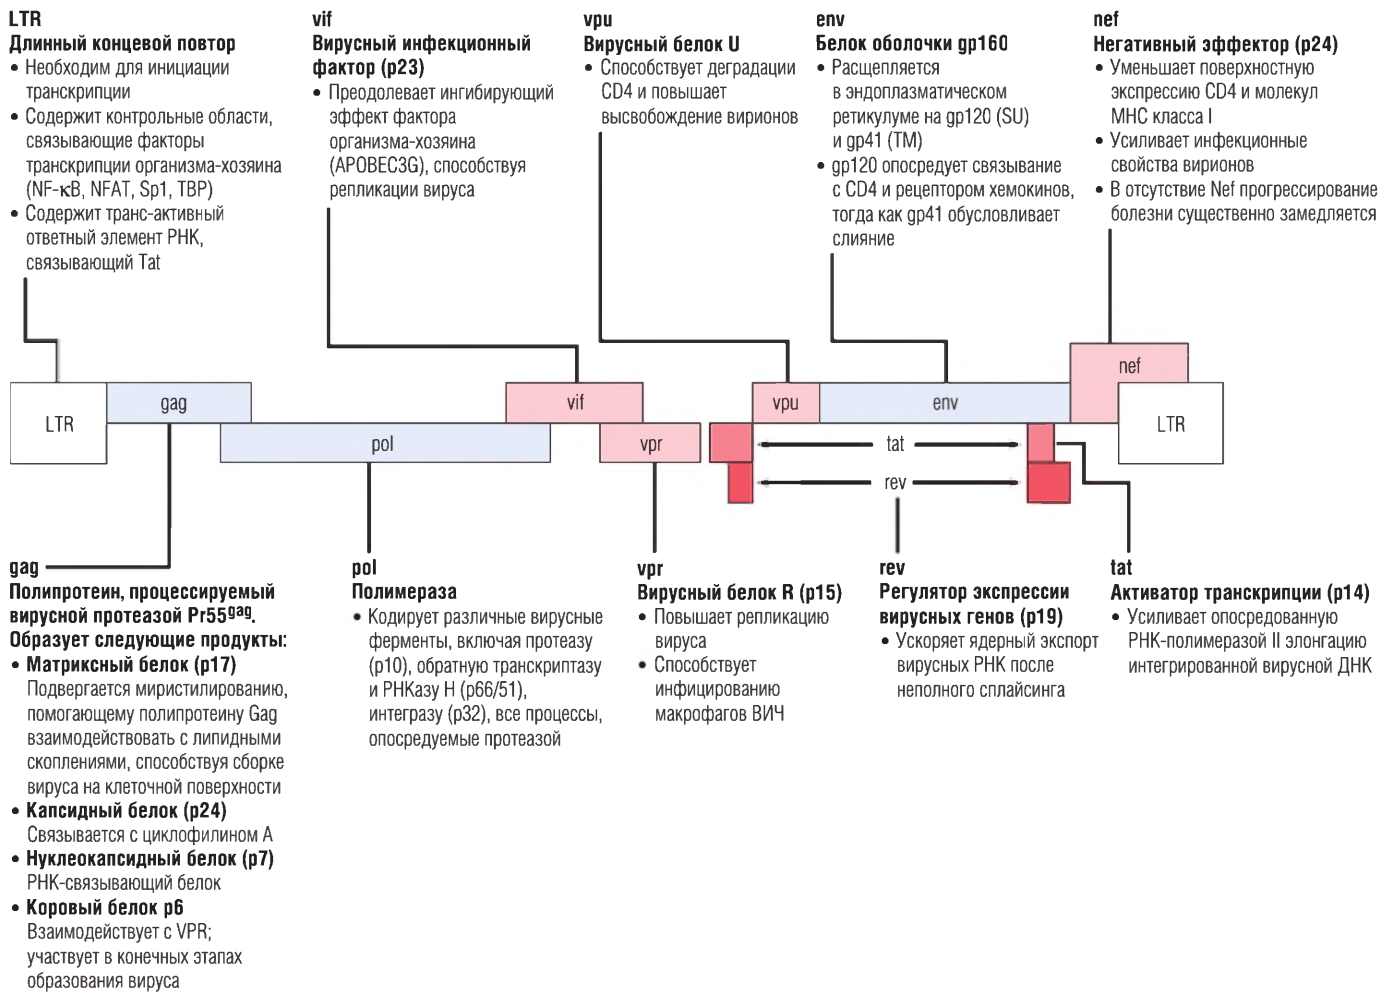 LTR
Длинный концевой повтор
• Необходим для инициации
транскрипции
• Содержит контрольные области,
связывающие факторы
транскрипции организма-хозяина
(NF-κB, NFAT, Sp1, TBP)
• Содержит транс-активный
ответный элемент РНК,
связывающий Tat
vif
Вирусный инфекционный
фактор (p23)
• Преодолевает ингибирующий
эффект фактора
организма-хозяина
(APOBEC3G), способствуя
репликации вируса
vpu
Вирусный белок U
• Способствует деградации
CD4 и повышает
высвобождение вирионов
env
Белок оболочки gp160
• Расщепляется
в эндоплазматическом
ретикулуме на gp120 (SU)
и gp41 (TM)
• gp120 опосредует связывание
с CD4 и рецептором хемокинов,
тогда как gp41 обусловливает
слияние
nef
Негативный эффектор (p24)
• Уменьшает поверхностную
экспрессию CD4 и молекул
MHC класса I
• Усиливает инфекционные
свойства вирионов
• В отсутствие Nef прогрессирование
болезни существенно замедляется
LTR
gag
pol
vif
vpr
vpu
env
tat
rev
nef
LTR
gag
Полипротеин, процессируемый
вирусной протеазой Pr55gag.
Образует следующие продукты:
• Матриксный белок (p17)
Подвергается миристилированию,
помогающему полипротеину Gag
взаимодействовать с липидными
скоплениями, способствуя сборке
вируса на клеточной поверхности
• Капсидный белок (p24)
Связывается с циклофилином А
• Нуклеокапсидный белок (p7)
РНК-связывающий белок
• Коровый белок p6
Взаимодействует с VPR;
участвует в конечных этапах
образования вируса
pol
Полимераза
• Кодирует различные вирусные
ферменты, включая протеазу
(p10), обратную транскриптазу
и РНКазу Н (p66/51),
интегразу (p32), все процессы,
опосредуемые протеазой
vpr
Вирусный белок R (p15)
• Повышает репликацию
вируса
• Способствует
инфицированию
макрофагов ВИЧ
rev
Регулятор экспрессии
вирусных генов (p19)
• Ускоряет ядерный экспорт
вирусных РНК после
неполного сплайсинга
tat
Активатор транскрипции (p14)
• Усиливает опосредованную
РНК-полимеразой II элонгацию
интегрированной вирусной ДНК